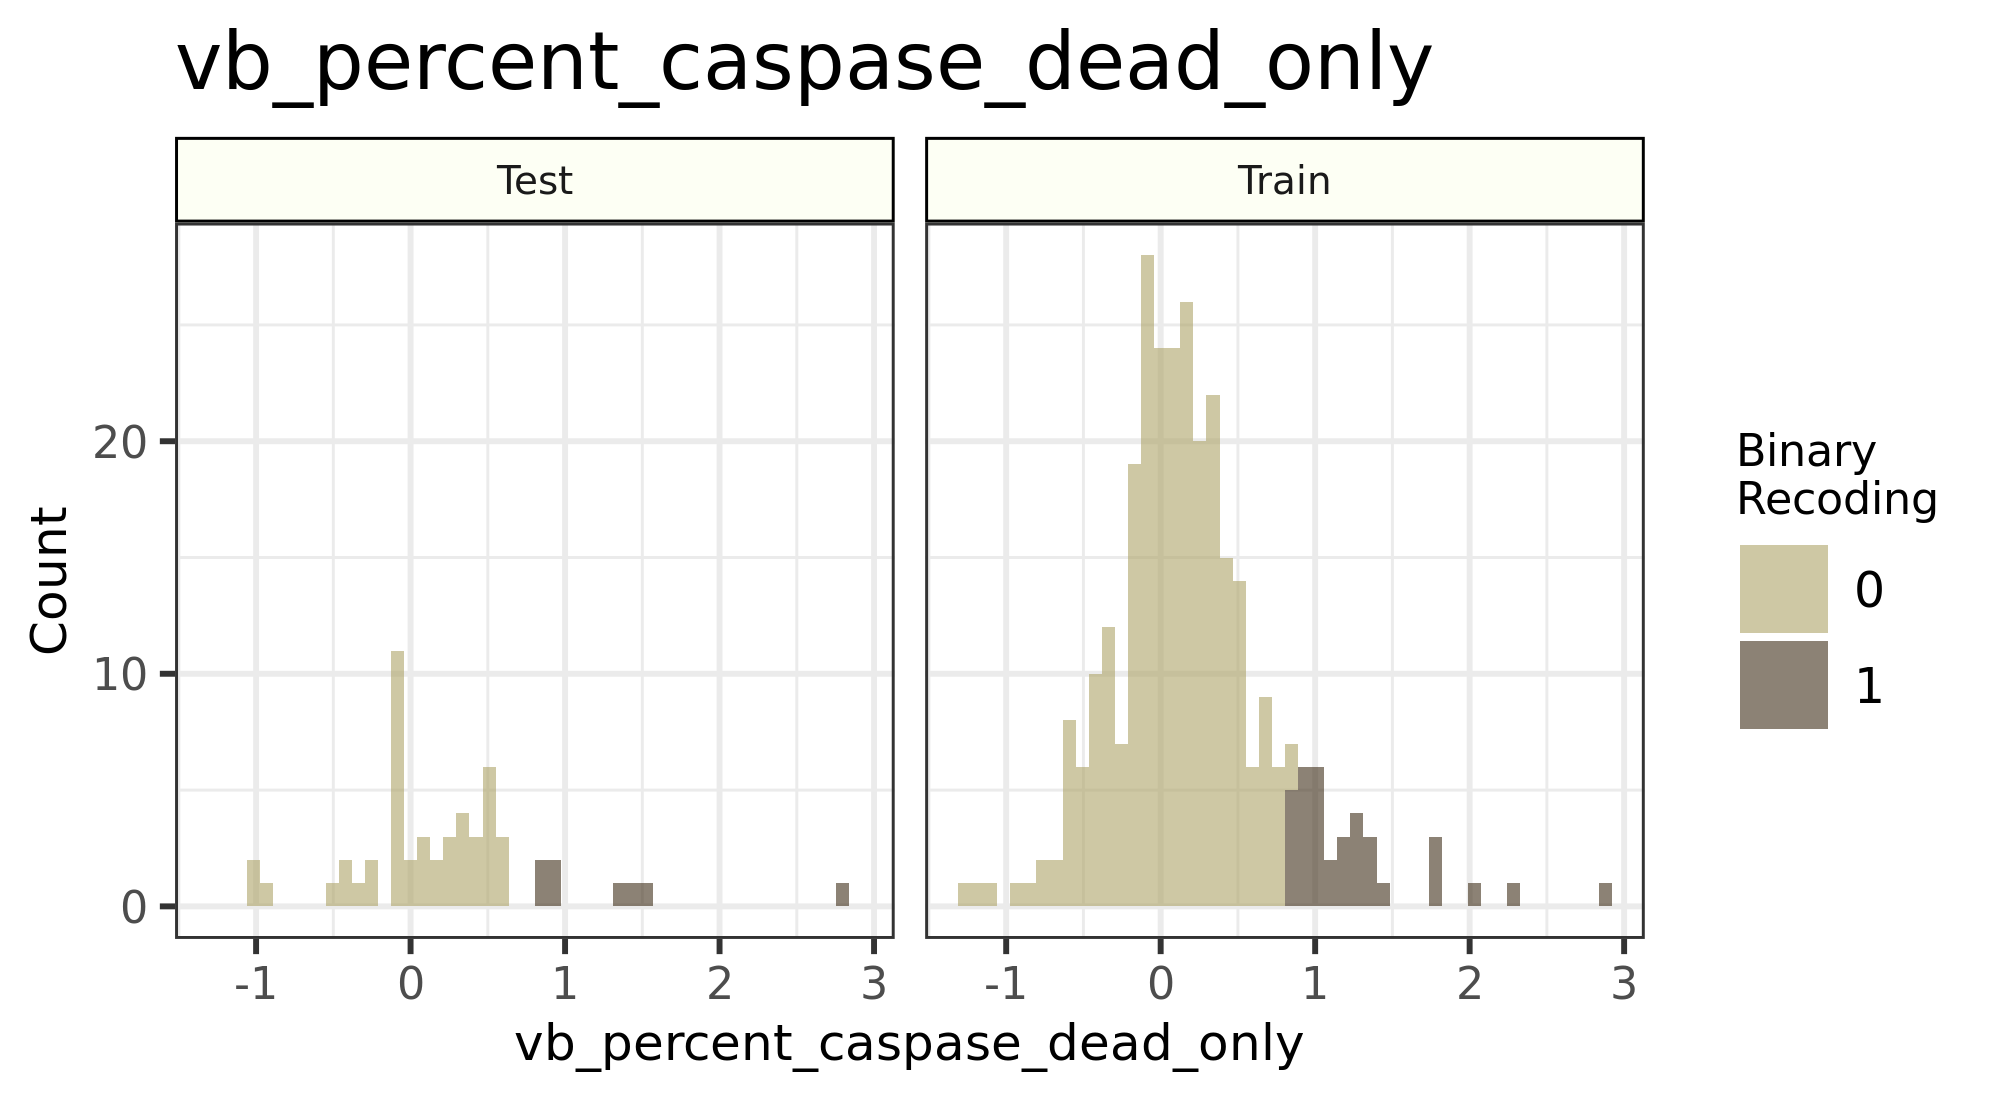 vb_percent_caspase_dead_only
Test
Train
20
10
0
Count
-1 0 1 2 3
-1 0 1 2 3
vb_percent_caspase_dead_only
Binary
Recoding
0
1